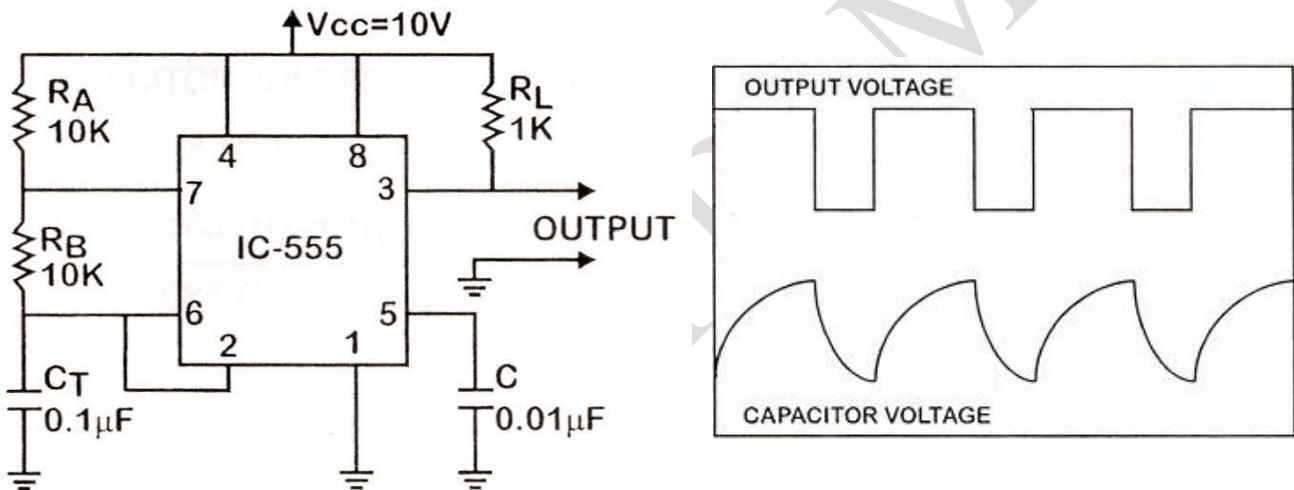 Vcc=10V
RA
10K
RL
1K
4
8
7
3
RB
10K
IC-555
OUTPUT
6
5
2
1
CT
0.1µF
C
0.01µF
OUTPUT VOLTAGE
CAPACITOR VOLTAGE